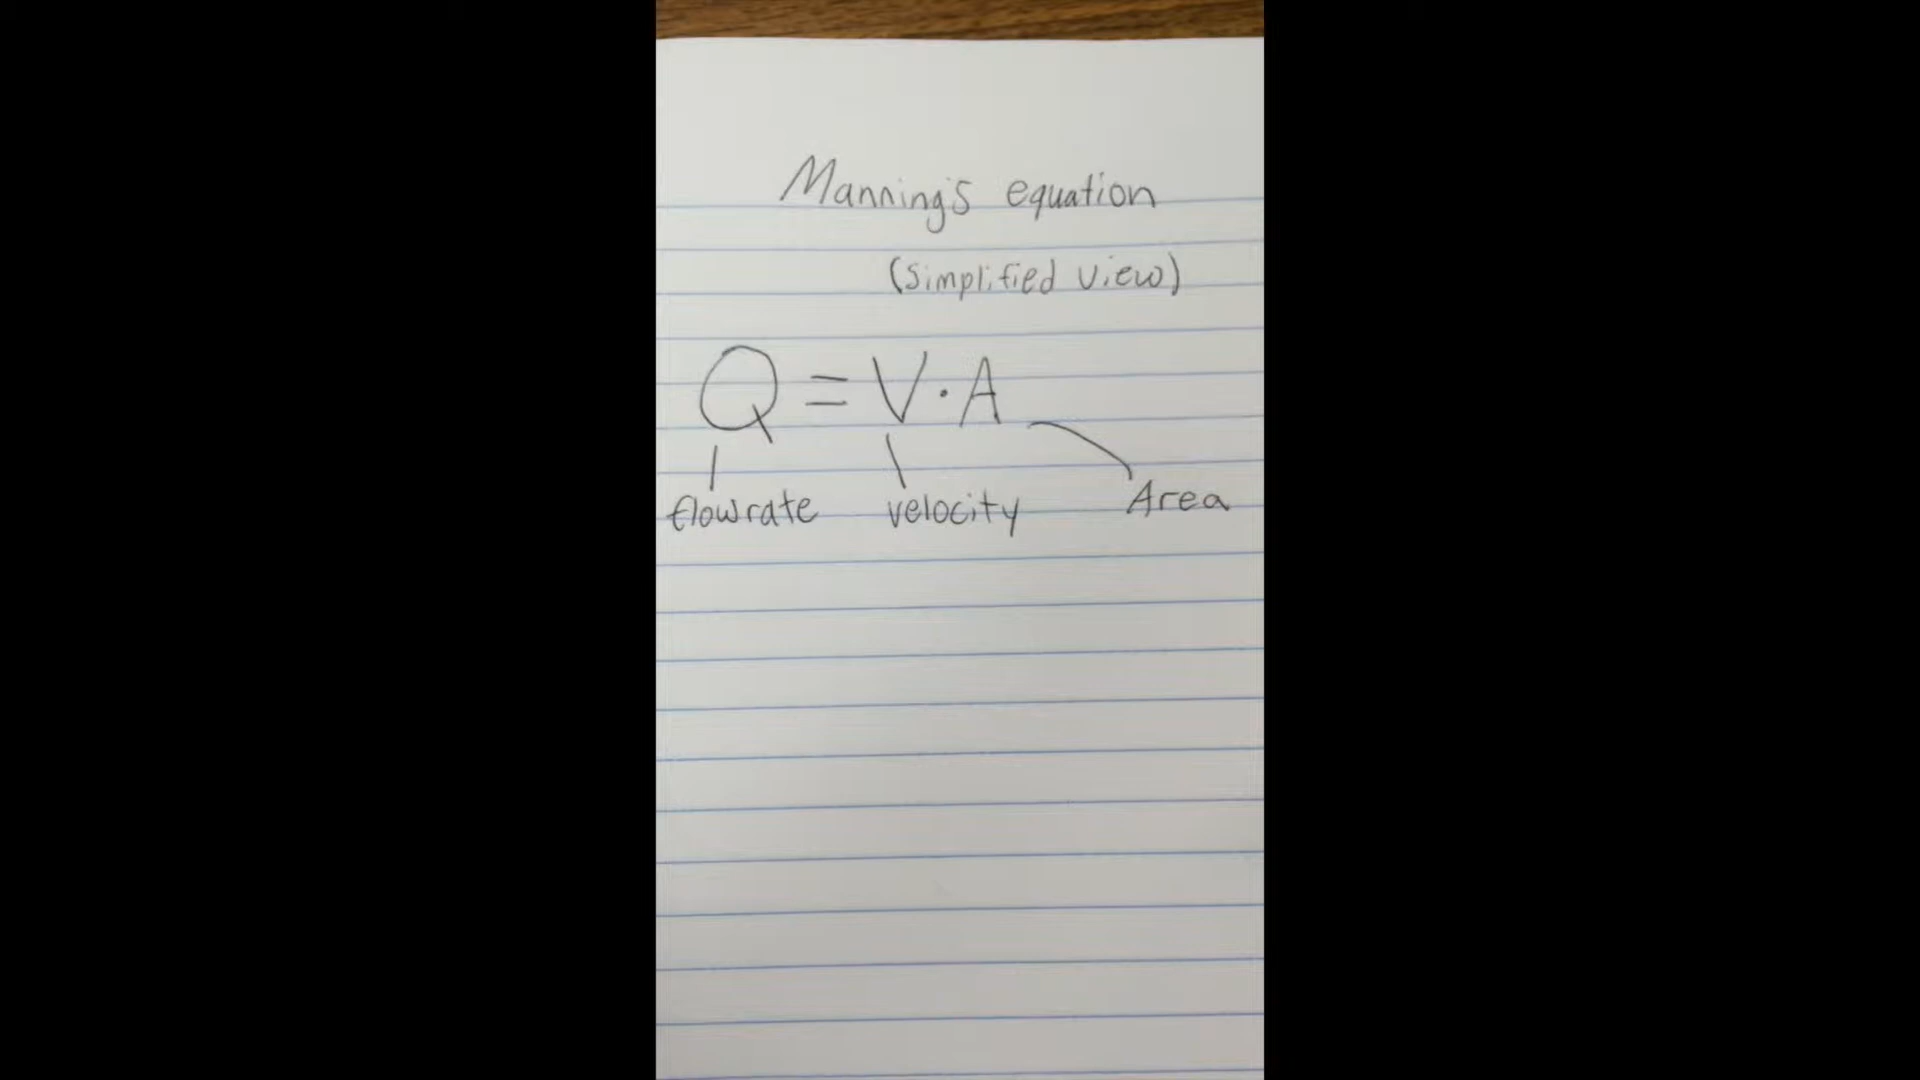 Manning's equation
(simplified view)
Q = V · A
flowrate velocity Area